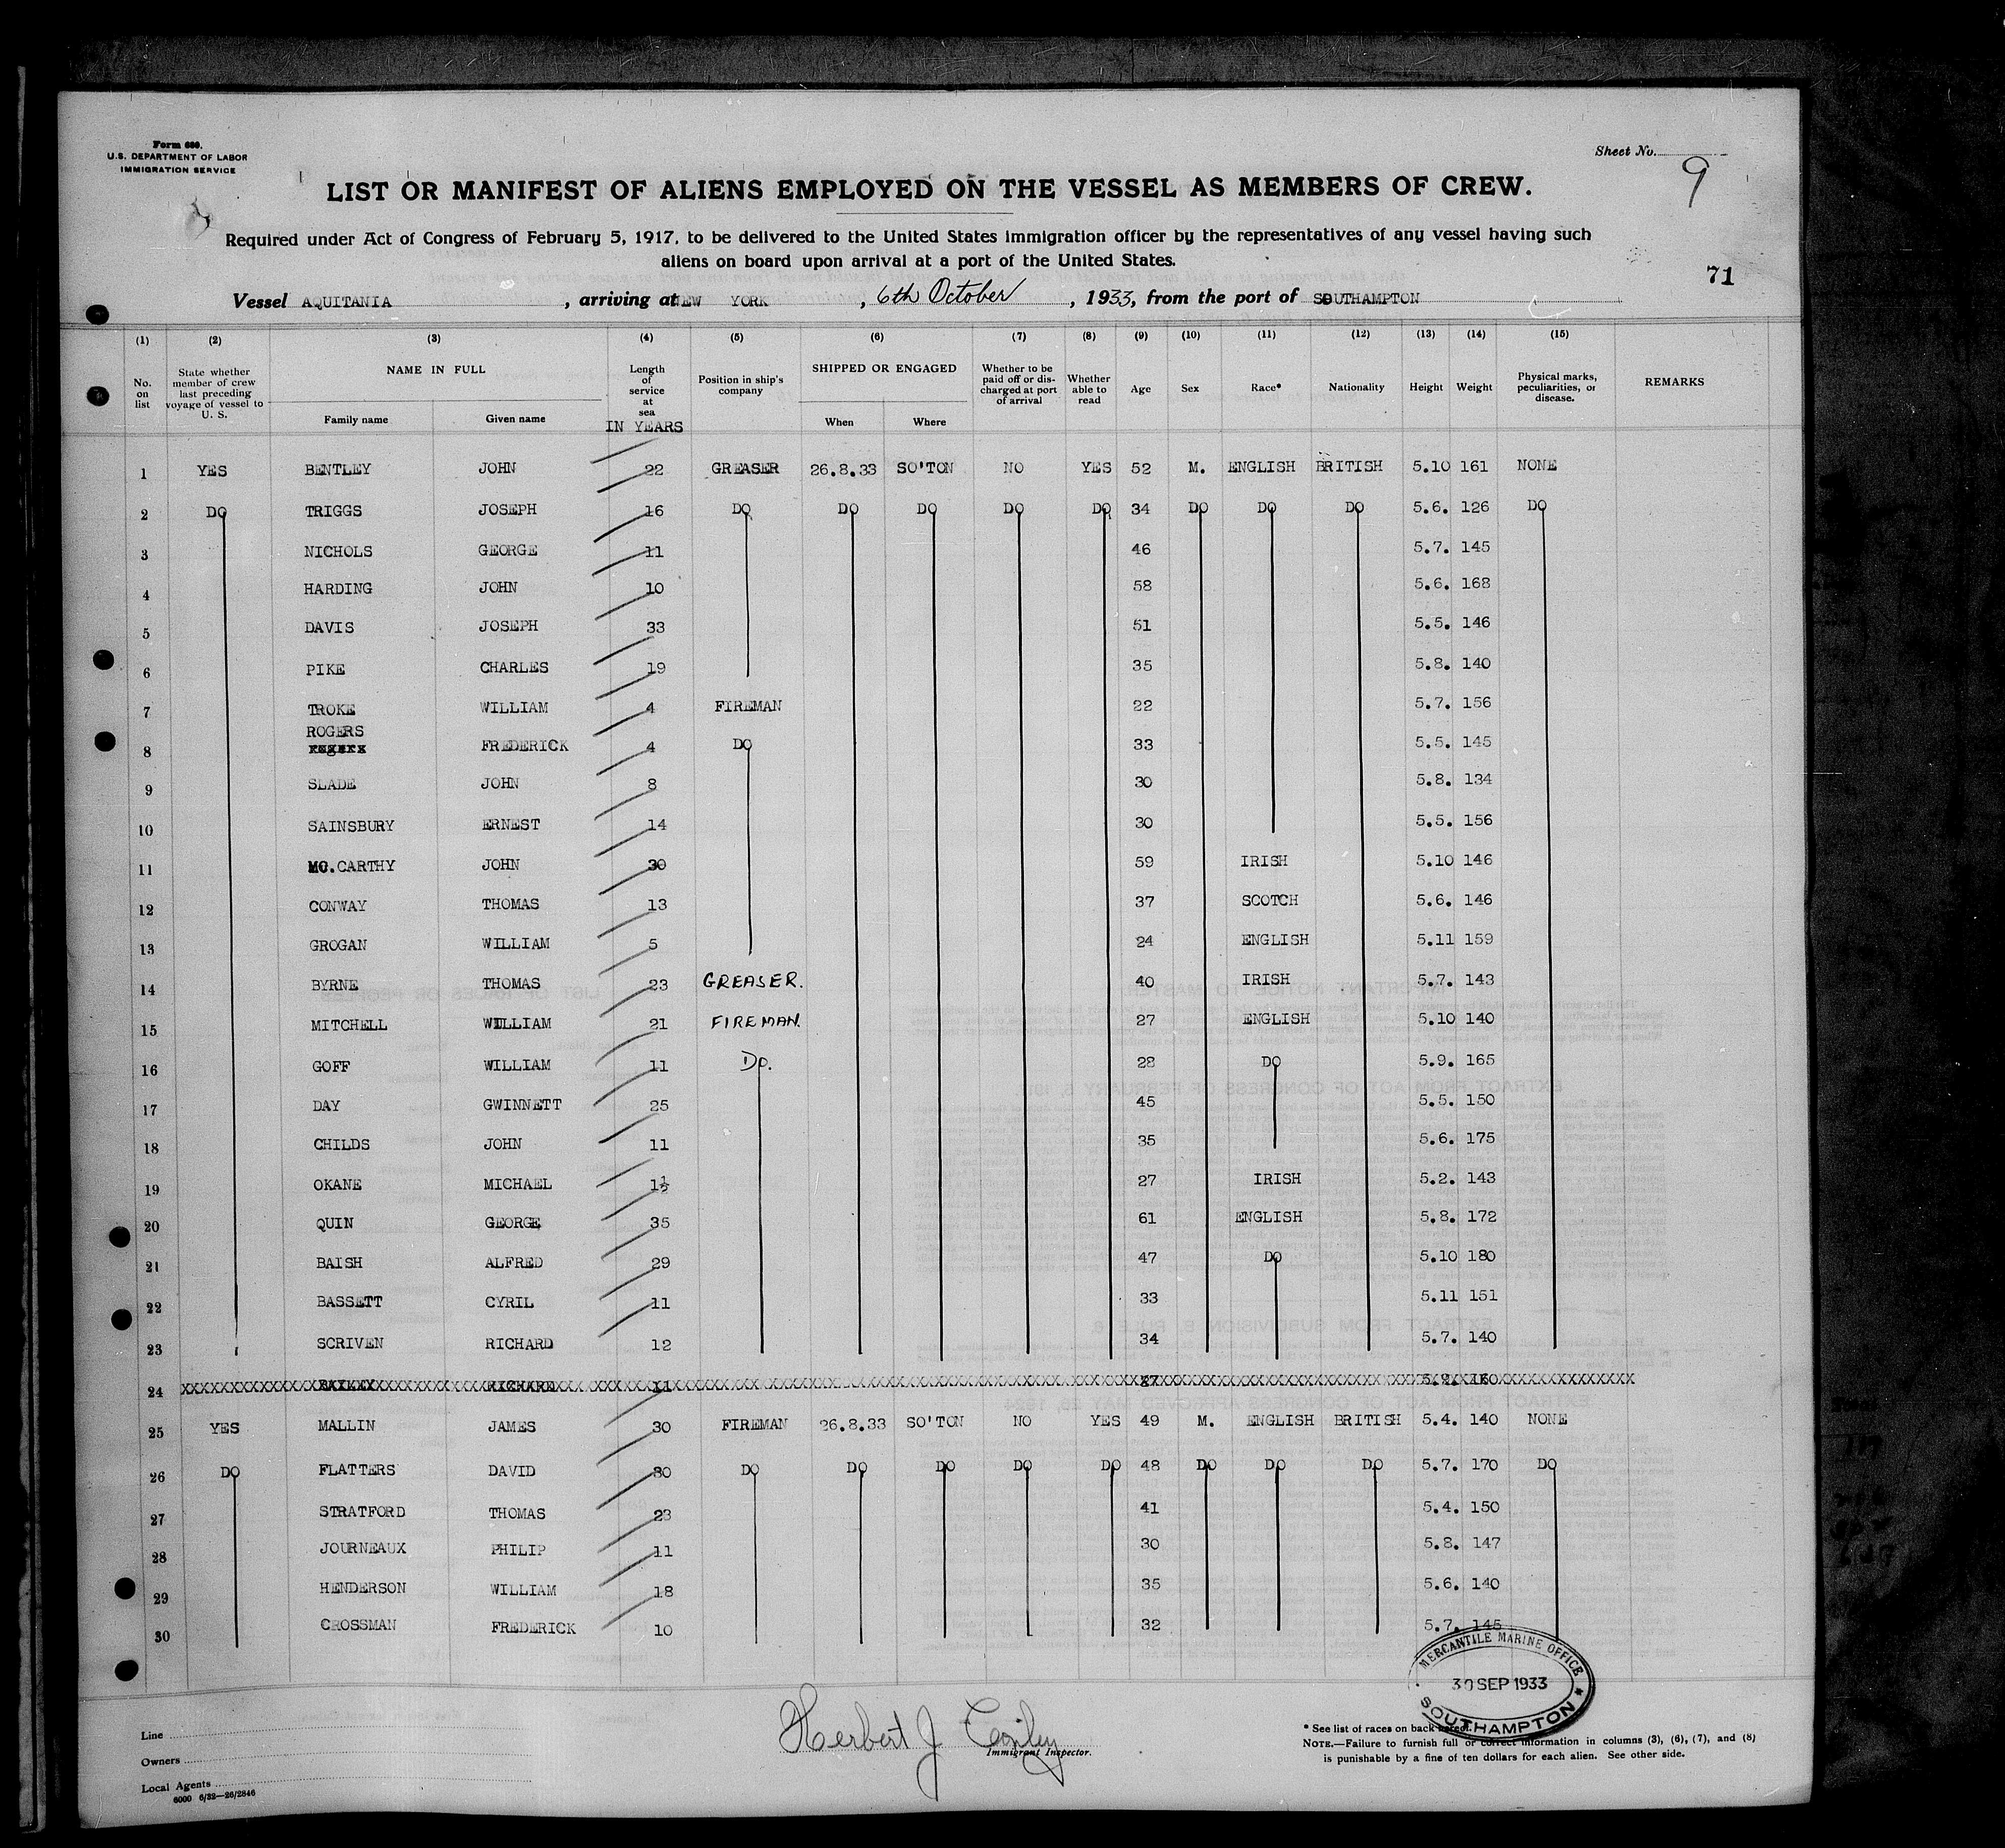 Form 680.
U.S. DEPARTMENT OF LABOR
IMMIGRATION SERVICE
Sheet No.
9
LIST OR MANIFEST OF ALIENS EMPLOYED ON THE VESSEL AS MEMBERS OF CREW.
Required under Act of Congress of February 5, 1917, to be delivered to the United States immigration officer by the representatives of any vessel having such
aliens on board upon arrival at a port of the United States.
71
Vessel AQUITANIA, arriving at NEW YORK, 6th October, 1933, from the port of SOUTHAMPTON
(1) (2) (3) (4) (5) (6) (7) (8) (9) (10) (11) (12) (13) (14) (15)
No. on list
State whether member of crew last preceding voyage of vessel to U. S.
NAME IN FULL
Family name Given name
Length of service at sea
IN YEARS
Position in ship's company
SHIPPED OR ENGAGED
When Where
Whether to be paid off or discharged at port of arrival
Whether able to read
Age
Sex
Race*
Nationality
Height
Weight
Physical marks, peculiarities, or disease.
REMARKS
1 YES BENTLEY JOHN 22 GREASER 26.8.33 SO'TON NO YES 52 M. ENGLISH BRITISH 5.10 161 NONE
2 DO TRIGGS JOSEPH 16 DO DO DO DO DO 34 DO DO DO 5.6. 126 DO
3 NICHOLS GEORGE 11 46 5.7. 145
4 HARDING JOHN 10 58 5.6. 168
5 DAVIS JOSEPH 33 51 5.5. 146
6 PIKE CHARLES 19 35 5.8. 140
7 TROKE WILLIAM 4 FIREMAN 22 5.7. 156
8 ROGERS FREDERICK 4 DO 33 5.5. 145
9 SLADE JOHN 8 30 5.8. 134
10 SAINSBURY ERNEST 14 30 5.5. 156
11 MC.CARTHY JOHN 30 59 IRISH 5.10 146
12 CONWAY THOMAS 13 37 SCOTCH 5.6. 146
13 GROGAN WILLIAM 5 24 ENGLISH 5.11 159
14 BYRNE THOMAS 23 GREASER. 40 IRISH 5.7. 143
15 MITCHELL WILLIAM 21 FIREMAN. 27 ENGLISH 5.10 140
16 GOFF WILLIAM 11 Do. 28 DO 5.9. 165
17 DAY GWINNETT 25 45 5.5. 150
18 CHILDS JOHN 11 35 5.6. 175
19 OKANE MICHAEL 1½ 27 IRISH 5.2. 143
20 QUIN GEORGE 35 61 ENGLISH 5.8. 172
21 BAISH ALFRED 29 47 DO 5.10 180
22 BASSETT CYRIL 11 33 5.11 151
23 SCRIVEN RICHARD 12 34 5.7. 140
24 RICHARD 11
25 YES MALLIN JAMES 30 FIREMAN 26.8.33 SO'TON NO YES 49 M. ENGLISH BRITISH 5.4. 140 NONE
26 DO FLATTERS DAVID 30 DO DO DO DO DO 48 DO DO DO 5.7. 170 DO
27 STRATFORD THOMAS 23 41 5.4. 150
28 JOURNEAUX PHILIP 11 30 5.8. 147
29 HENDERSON WILLIAM 18 35 5.6. 140
30 CROSSMAN FREDERICK 10 32 5.7. 145
MERCANTILE MARINE OFFICE
30 SEP 1933
SOUTHAMPTON
Line
Owners
Local Agents
6000 6/32—26/2846
Herbert J
Immigrant Inspector.
* See list of races on back hereof.
NOTE.—Failure to furnish full or correct information in columns (3), (6), (7), and (8)
is punishable by a fine of ten dollars for each alien. See other side.